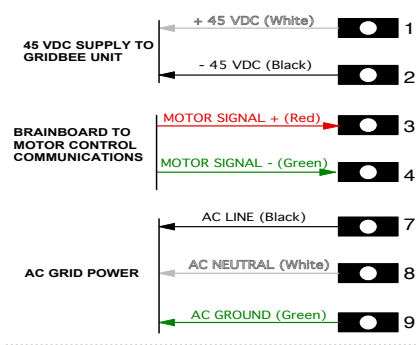 + 45 VDC (White)
1
45 VDC SUPPLY TO
GRIDBEE UNIT
- 45 VDC (Black)
2
MOTOR SIGNAL + (Red)
3
BRAINBOARD TO
MOTOR CONTROL
COMMUNICATIONS
MOTOR SIGNAL - (Green)
4
AC LINE (Black)
7
AC GRID POWER
AC NEUTRAL (White)
8
AC GROUND (Green)
9